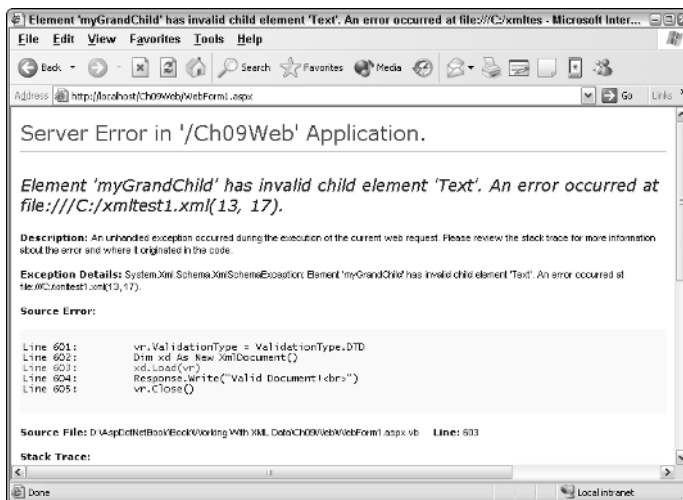 Element 'myGrandChild' has invalid child element 'Text'. An error occurred at file:///C:/xmltes - Microsoft Inter...
File Edit View Favorites Tools Help
Back Search Favorites Media
Address http://localhost/Ch09Web/WebForm1.aspx Go Links
Server Error in '/Ch09Web' Application.
Element 'myGrandChild' has invalid child element 'Text'. An error occurred at
file:///C:/xmltest1.xml(13, 17).
Description: An unhandled exception occurred during the execution of the current web request. Please review the stack trace for more information
about the error and where it originated in the code.
Exception Details: System.Xml.Schema.XmlSchemaException: Element 'myGrandChild' has invalid child element 'Text'. An error occurred at
file:///C:/xmltest1.xml(13, 17).
Source Error:
Line 601: vr.ValidationType = ValidationType.DTD
Line 602: Dim xd As New XmlDocument()
Line 603: xd.Load(vr)
Line 604: Response.Write("Valid Document!<br>")
Line 605: vr.Close()
Source File: D:\AspDotNetBook\Book\Working With XML Data\Ch09Web\WebForm1.aspx.vb Line: 603
Stack Trace:
Done Local intranet